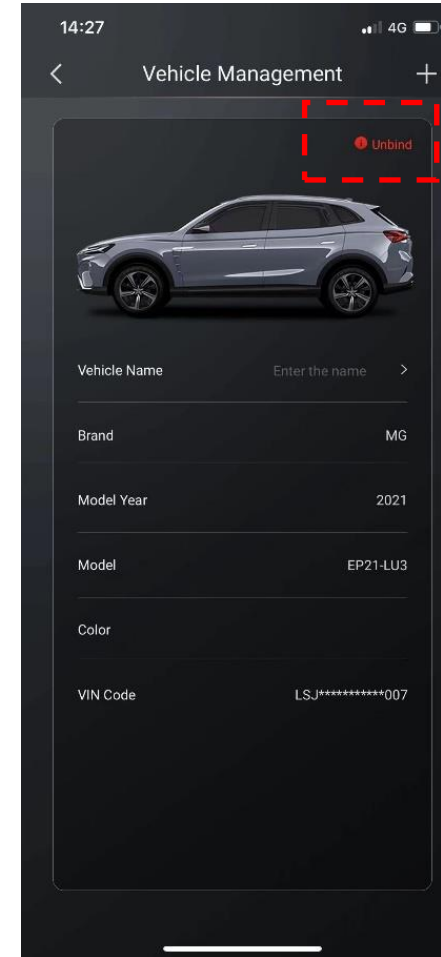 14:27 4G
Vehicle Management
Unbind
Vehicle Name Enter the name
Brand MG
Model Year 2021
Model EP21-LU3
Color
VIN Code LSJ***********007